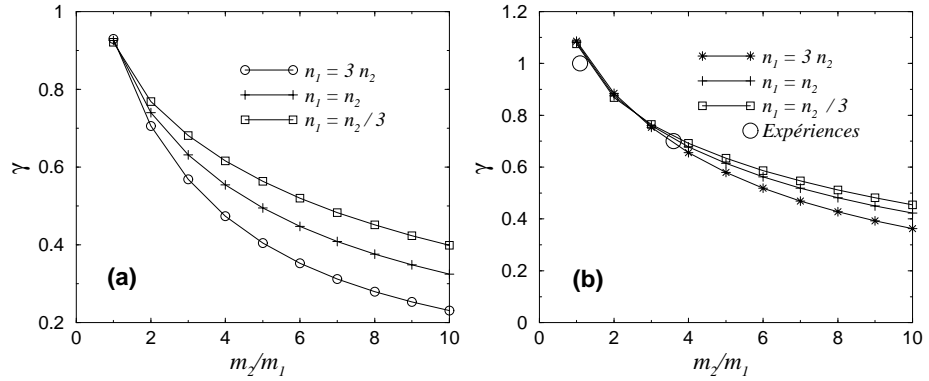 1
0.8
0.6
0.4
0.2
γ
0 2 4 6 8 10
m₂/m₁
n₁ = 3 n₂
n₁ = n₂
n₁ = n₂ / 3
(a)
1.2
1
0.8
0.6
0.4
0.2
0
γ
0 2 4 6 8 10
m₂/m₁
n₁ = 3 n₂
n₁ = n₂
n₁ = n₂ / 3
Expériences
(b)